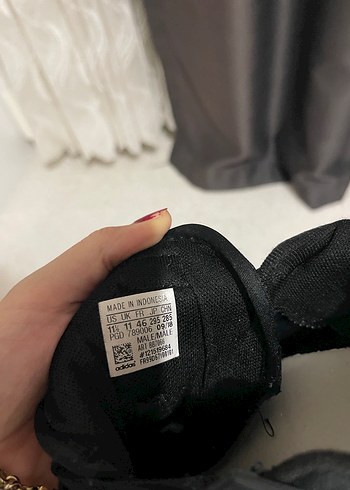 MADE IN INDONESIA
US UK FR JP CHN
11½ 11 46 295 285
PGD 789006 09/18
MALE/MALE
adidas